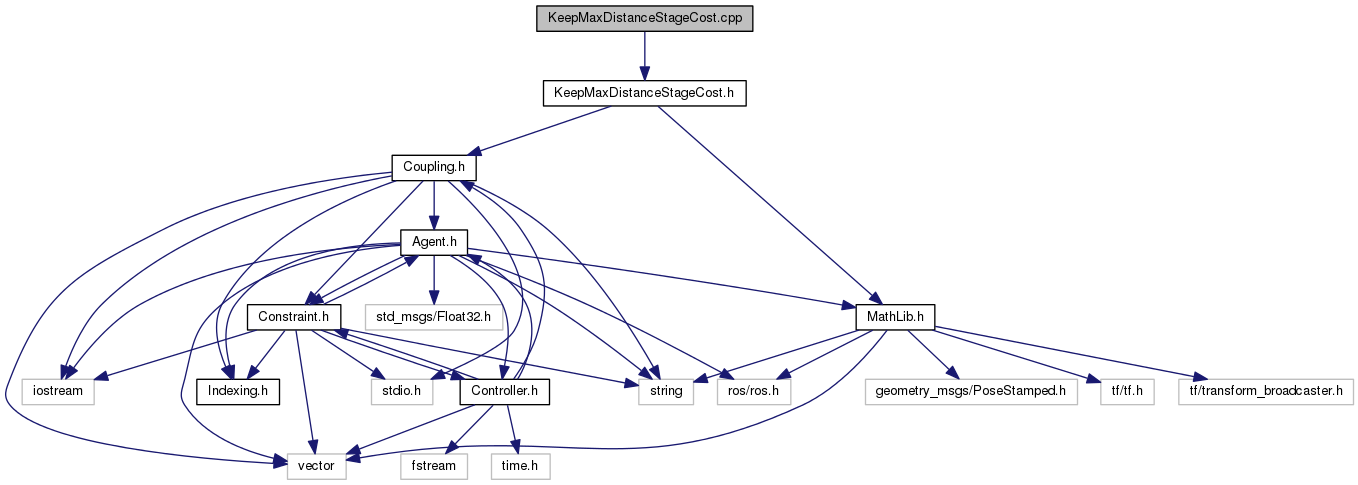 KeepMaxDistanceStageCost.cpp
KeepMaxDistanceStageCost.h
Coupling.h
Agent.h
Constraint.h
std_msgs/Float32.h
MathLib.h
iostream
Indexing.h
stdio.h
Controller.h
string
ros/ros.h
geometry_msgs/PoseStamped.h
tf/tf.h
tf/transform_broadcaster.h
vector
fstream
time.h